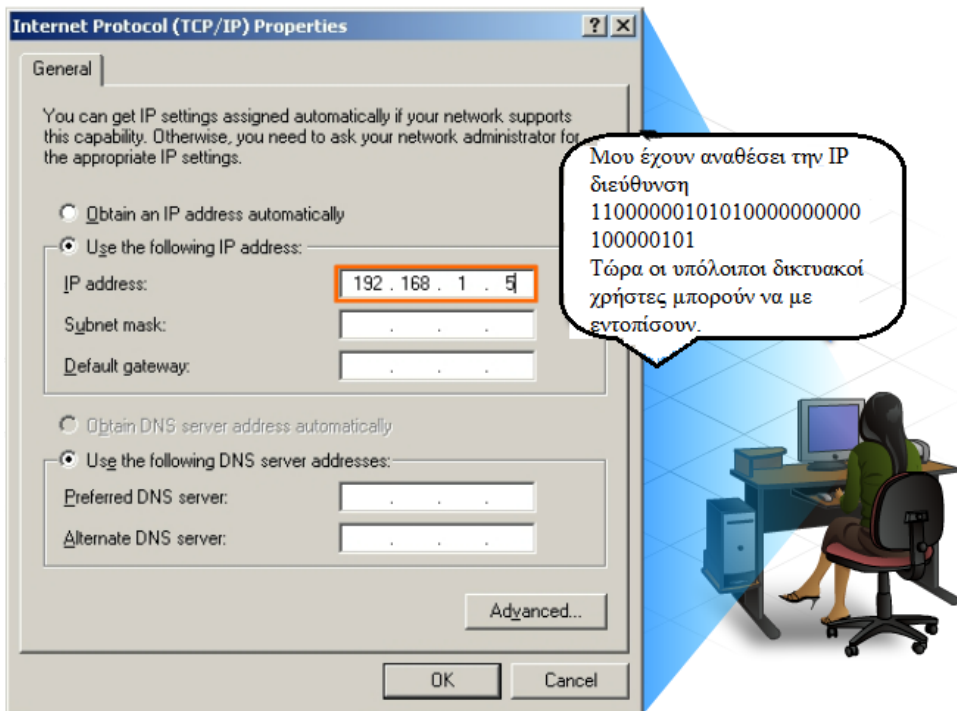 Internet Protocol (TCP/IP) Properties
General
You can get IP settings assigned automatically if your network supports
this capability. Otherwise, you need to ask your network administrator for
the appropriate IP settings.
Obtain an IP address automatically
Use the following IP address:
IP address:
192 . 168 . 1 . 5
Subnet mask:
Default gateway:
Obtain DNS server address automatically
Use the following DNS server addresses:
Preferred DNS server:
Alternate DNS server:
Advanced...
OK
Cancel
Μου έχουν αναθέσει την IP
διεύθυνση
11000000101010000000000
100000101
Τώρα οι υπόλοιποι δικτυακοί
χρήστες μπορούν να με
εντοπίσουν.